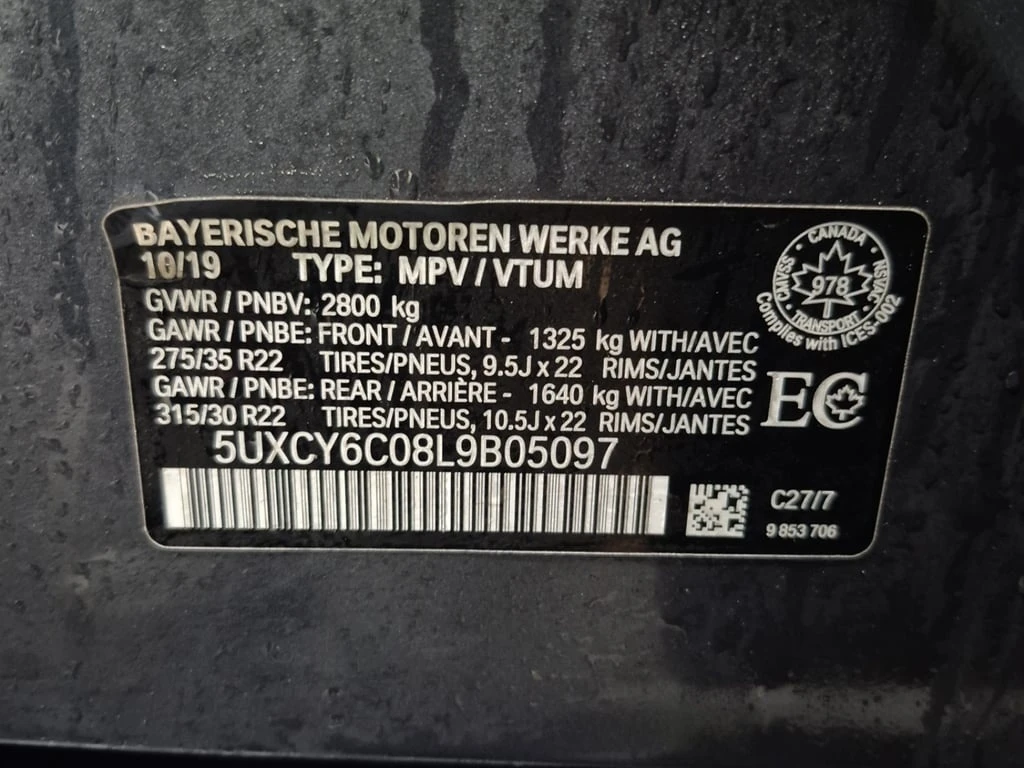 BAYERISCHE MOTOREN WERKE AG
10/19 TYPE: MPV / VTUM
GVWR / PNBV: 2800 kg
GAWR / PNBE: FRONT / AVANT - 1325 kg WITH/AVEC
275/35 R22 TIRES/PNEUS, 9.5J x 22 RIMS/JANTES
GAWR / PNBE: REAR / ARRIÈRE - 1640 kg WITH/AVEC
315/30 R22 TIRES/PNEUS, 10.5J x 22 RIMS/JANTES
5UXCY6C08L9B05097
CANADA
CMVSS
NSVAC
978
TRANSPORT
Complies with ICES-002
EC
C27/7
9 853 706